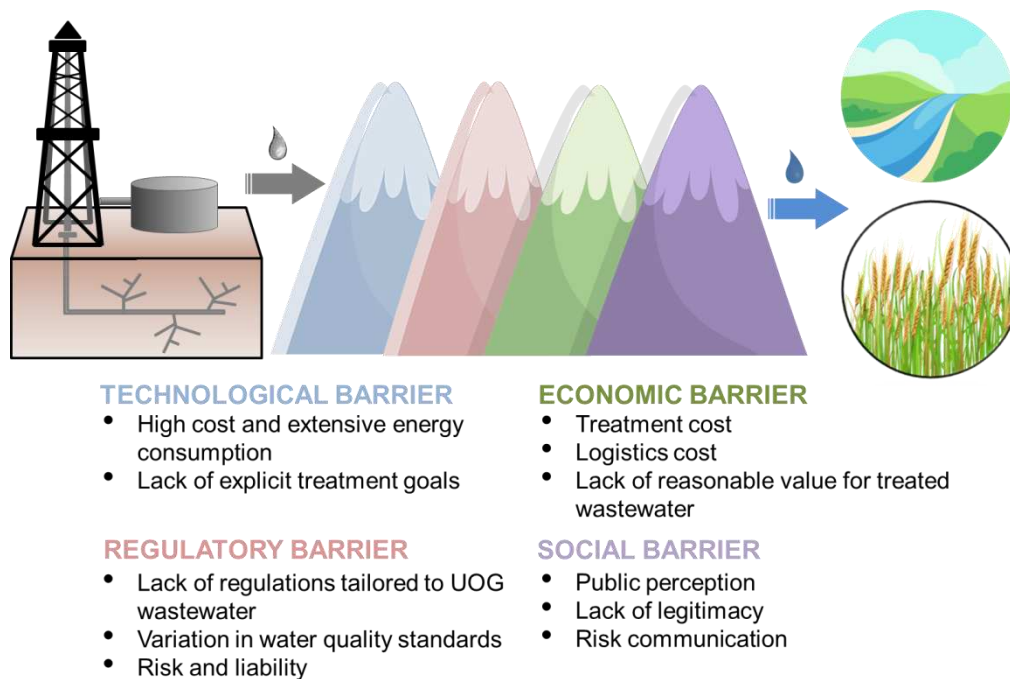 TECHNOLOGICAL BARRIER
• High cost and extensive energy
consumption
• Lack of explicit treatment goals
ECONOMIC BARRIER
• Treatment cost
• Logistics cost
• Lack of reasonable value for treated
wastewater
REGULATORY BARRIER
• Lack of regulations tailored to UOG
wastewater
• Variation in water quality standards
• Risk and liability
SOCIAL BARRIER
• Public perception
• Lack of legitimacy
• Risk communication